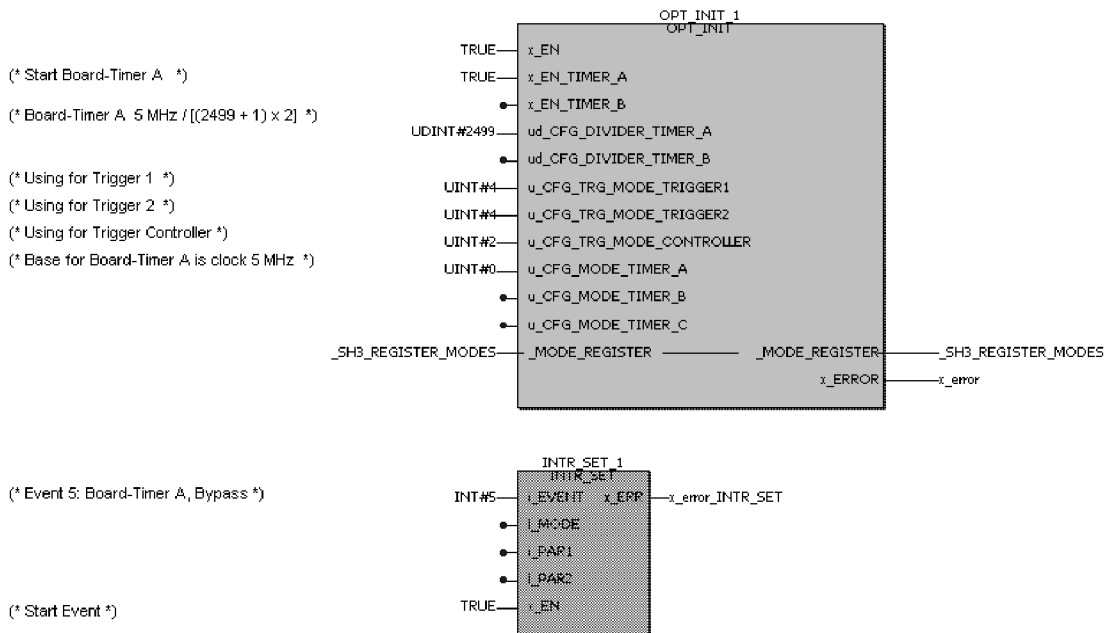 OPT_INIT_1
OPT_INIT
TRUE x_EN
(* Start Board-Timer A *) TRUE x_EN_TIMER_A
x_EN_TIMER_B
(* Board-Timer A 5 MHz / [(2499 + 1) x 2] *) UDINT#2499 ud_CFG_DIVIDER_TIMER_A
ud_CFG_DIVIDER_TIMER_B
(* Using for Trigger 1 *) UINT#4 u_CFG_TRG_MODE_TRIGGER1
(* Using for Trigger 2 *) UINT#4 u_CFG_TRG_MODE_TRIGGER2
(* Using for Trigger Controller *) UINT#2 u_CFG_TRG_MODE_CONTROLLER
(* Base for Board-Timer A is clock 5 MHz *) UINT#0 u_CFG_MODE_TIMER_A
u_CFG_MODE_TIMER_B
u_CFG_MODE_TIMER_C
_SH3_REGISTER_MODES _MODE_REGISTER _MODE_REGISTER _SH3_REGISTER_MODES
x_ERROR x_error
INTR_SET_1
INTR_SET
(* Event 5: Board-Timer A, Bypass *) INT#5 i_EVENT x_ERR x_error_INTR_SET
i_MODE
i_PAR1
i_PAR2
(* Start Event *) TRUE x_EN